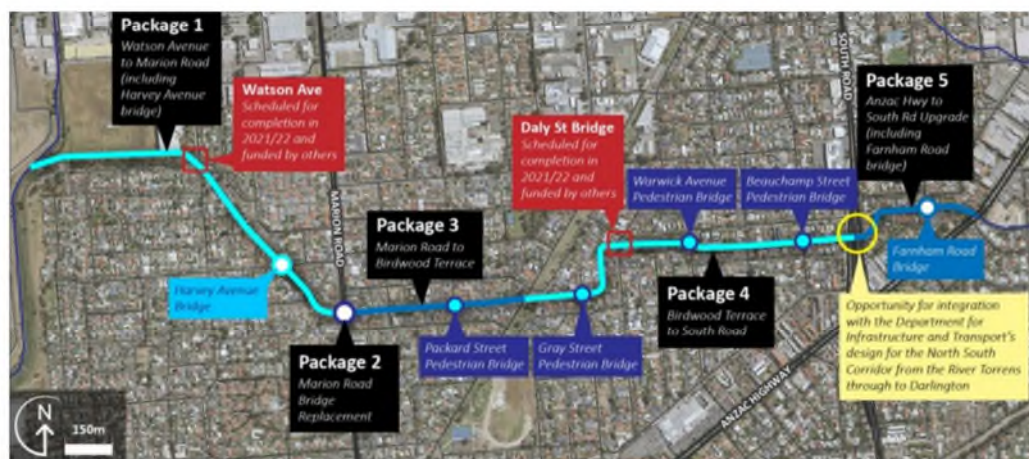 Package 1
Watson Avenue
to Marion Road
(including
Harvey Avenue
bridge)
Watson Ave
Scheduled for
completion in
2021/22 and
funded by others
MARION ROAD
Package 3
Marion Road to
Birdwood Terrace
Daly St Bridge
Scheduled for
completion in
2021/22 and
funded by others
Warwick Avenue
Pedestrian Bridge
Beauchamp Street
Pedestrian Bridge
SOUTH ROAD
Package 5
Anzac Hwy to
South Rd Upgrade
(including
Farnham Road
bridge)
Harvey Avenue
Bridge
Package 2
Marion Road
Bridge
Replacement
Packard Street
Pedestrian Bridge
Gray Street
Pedestrian Bridge
Package 4
Birdwood Terrace
to South Road
Farnham Road
Bridge
Opportunity for integration
with the Department for
Infrastructure and Transport's
design for the North South
Corridor from the River Torrens
through to Darlington
ANZAC HIGHWAY
N
150m